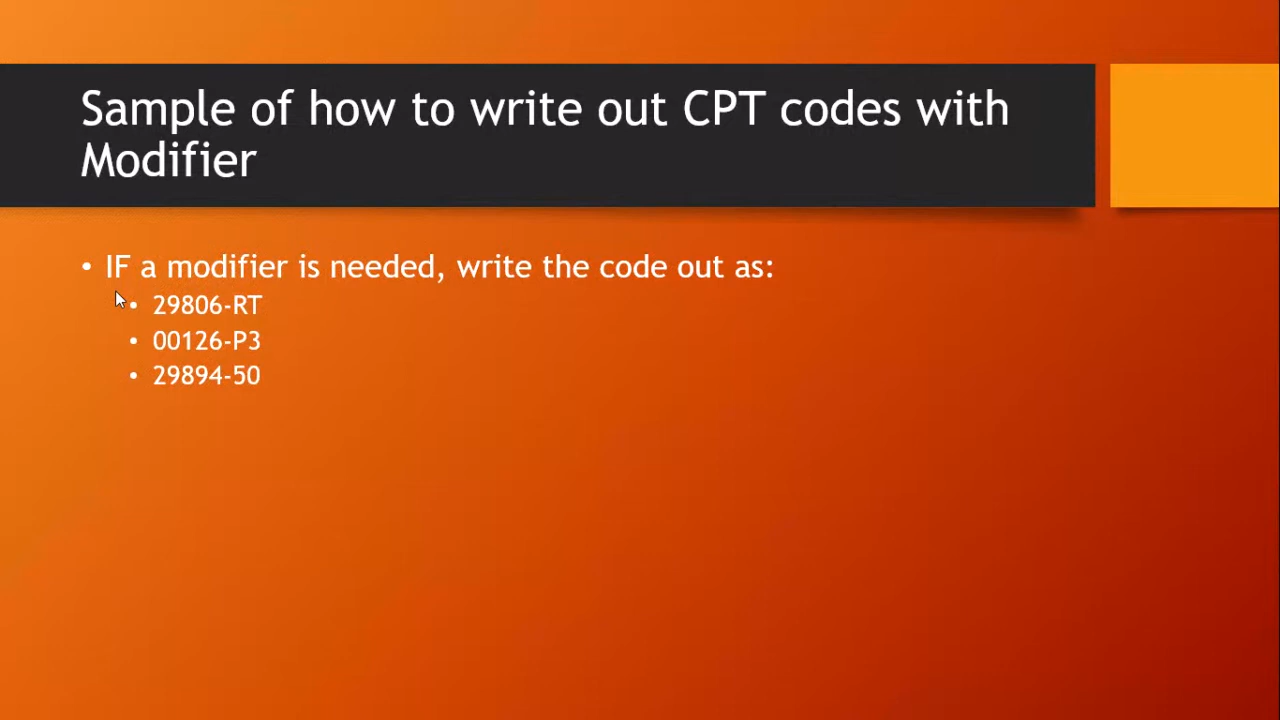 Sample of how to write out CPT codes with
Modifier
• IF a modifier is needed, write the code out as:
• 29806-RT
• 00126-P3
• 29894-50